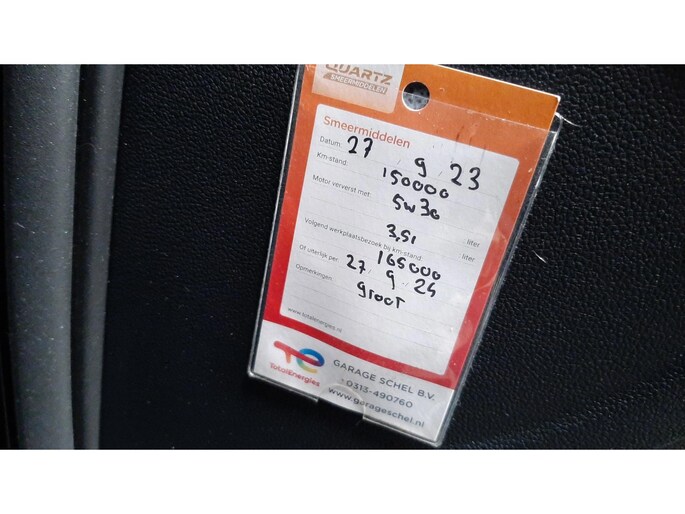 QUARTZ
SMEERMIDDELEN
Smeermiddelen
Datum: 27 9 23
Km-stand: 150000
Motor ververst met: 5W30 liter
3,5l liter
Volgend werkplaatsbezoek bij km-stand: 165000
Of uiterlijk per: 27 9 24
Opmerkingen: groot
www.totalenergies.nl
TotalEnergies
GARAGE SCHEL B.V.
0313-490760
www.garageschel.nl